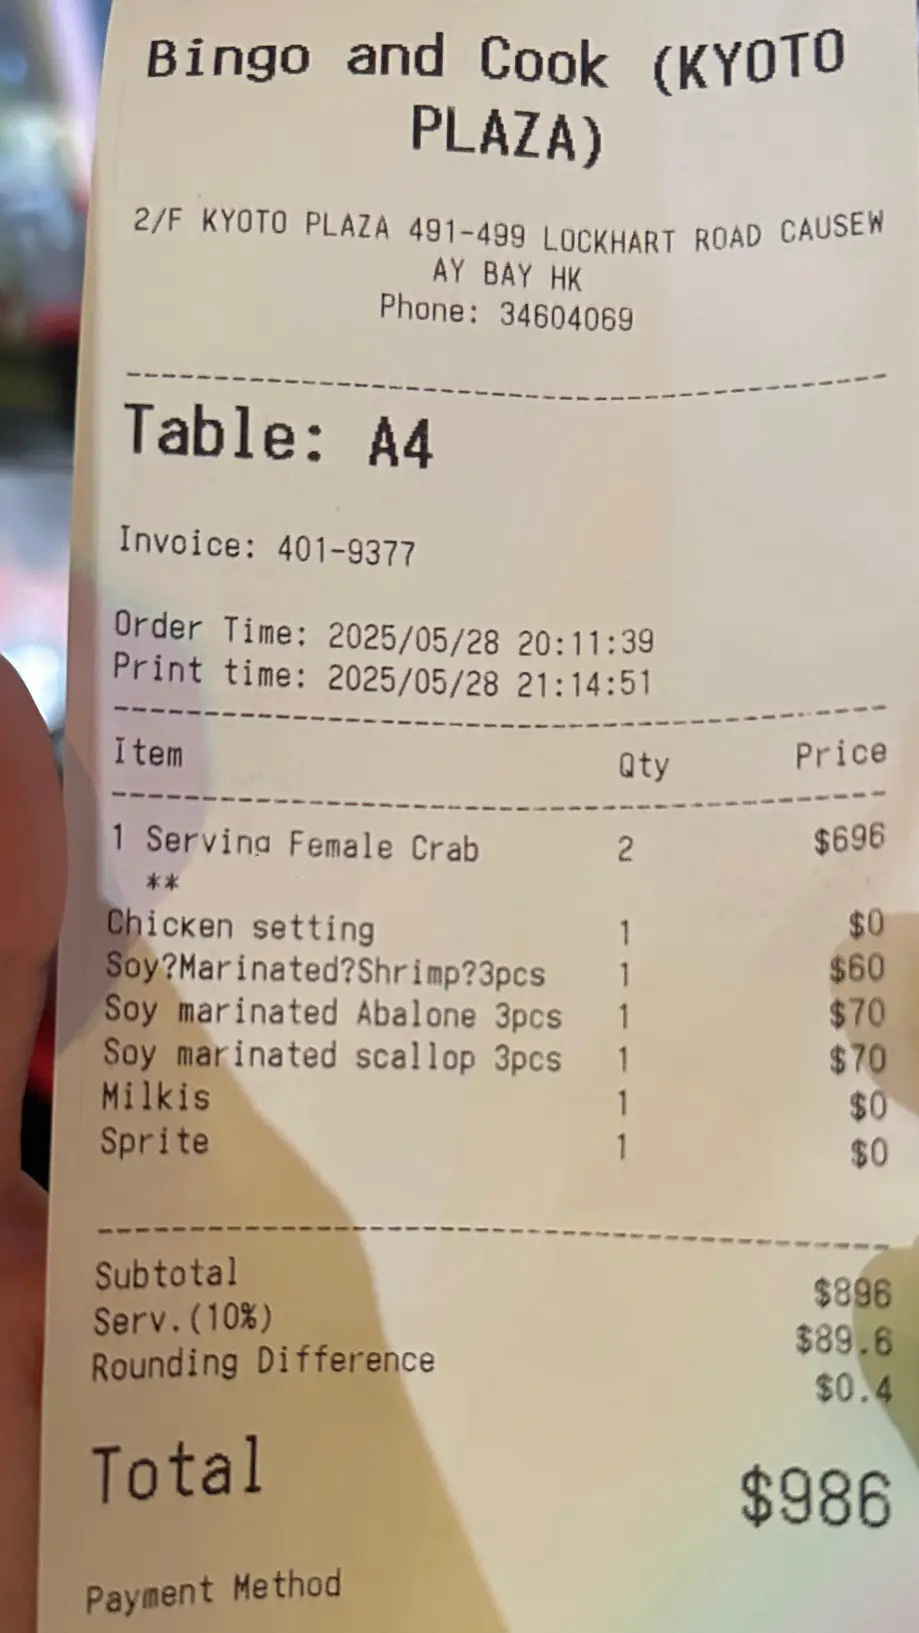 Bingo and Cook (KYOTO
PLAZA)
2/F KYOTO PLAZA 491-499 LOCKHART ROAD CAUSEW
AY BAY HK
Phone: 34604069
Table: A4
Invoice: 401-9377
Order Time: 2025/05/28 20:11:39
Print time: 2025/05/28 21:14:51
Item Qty Price
1 Serving Female Crab 2 $696
**
Chicken setting 1 $0
Soy?Marinated?Shrimp?3pcs 1 $60
Soy marinated Abalone 3pcs 1 $70
Soy marinated scallop 3pcs 1 $70
Milkis 1 $0
Sprite 1 $0
Subtotal $896
Serv.(10%) $89.6
Rounding Difference $0.4
Total $986
Payment Method